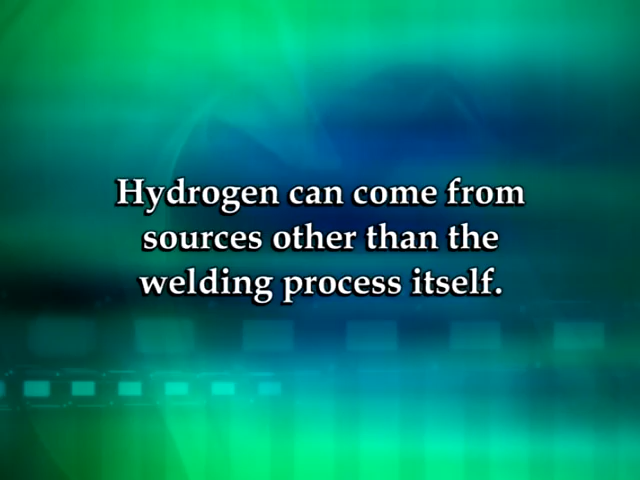 Hydrogen can come from
sources other than the
welding process itself.